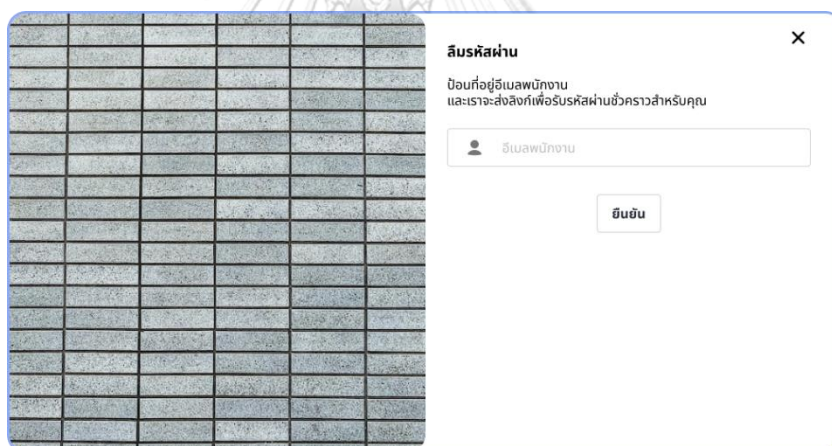 ลืมรหัสผ่าน
ป้อนที่อยู่อีเมลพนักงาน
และเราจะส่งลิงก์เพื่อรับรหัสผ่านชั่วคราวสำหรับคุณ
อีเมลพนักงาน
ยืนยัน